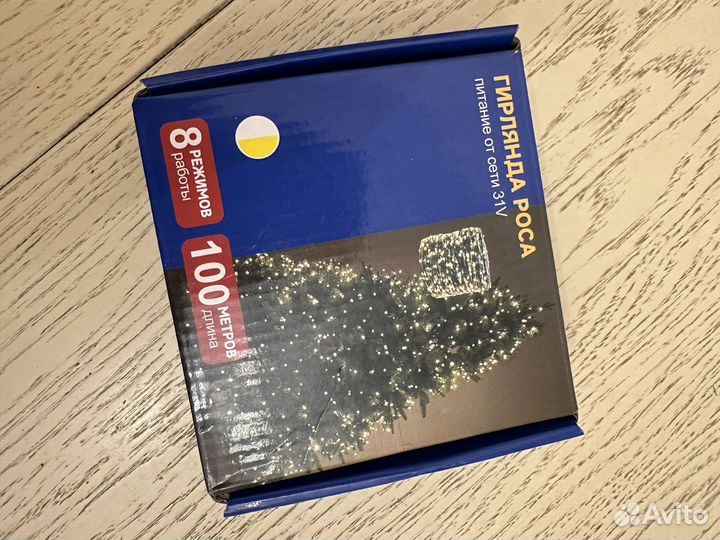 ГИРЛЯНДА РОСА
питание от сети 31V
8 РЕЖИМОВ
работы
100 МЕТРОВ
длина
Avito